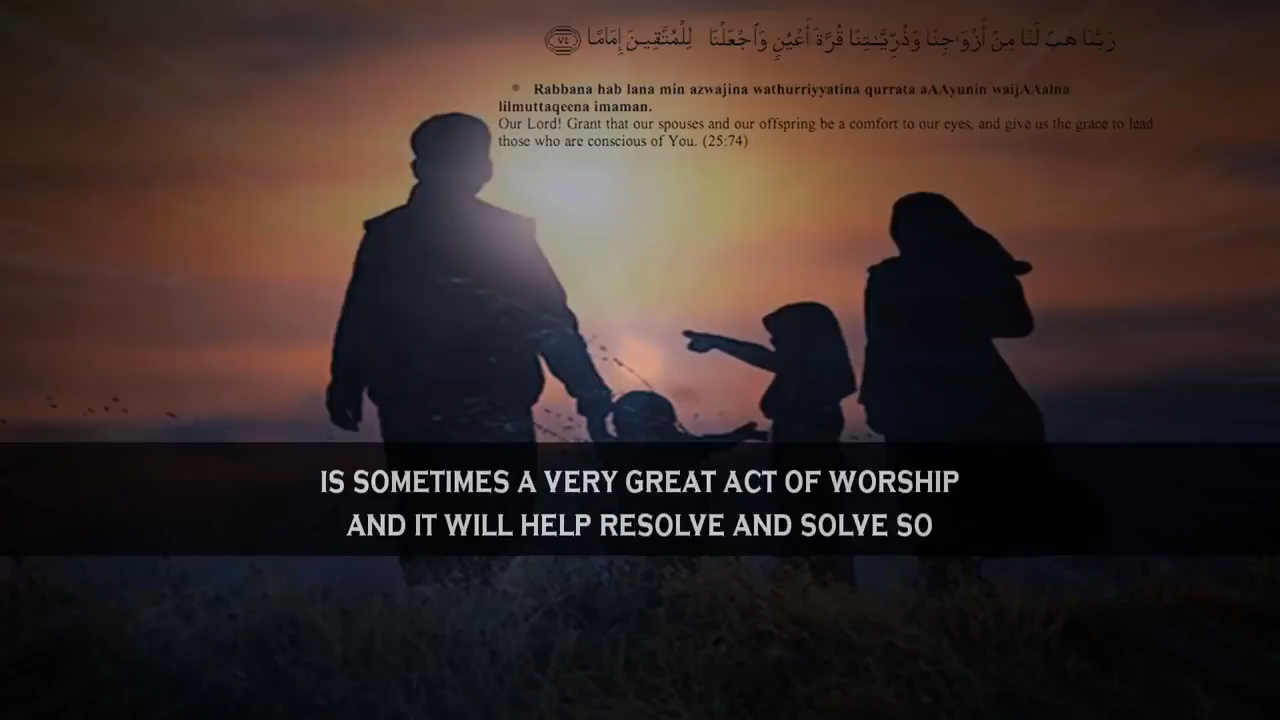 رَبَّنَا هَبْ لَنَا مِنْ أَزْوَٰجِنَا وَذُرِّيَّـٰتِنَا قُرَّةَ أَعْيُنٍ وَٱجْعَلْنَا لِلْمُتَّقِينَ إِمَامًا ﴿٧٤﴾
Rabbana hab lana min azwajina wathurriyyatina qurrata aAAyunin waijAAalna
lilmuttaqeena imaman.
Our Lord! Grant that our spouses and our offspring be a comfort to our eyes, and give us the grace to lead
those who are conscious of You. (25:74)
IS SOMETIMES A VERY GREAT ACT OF WORSHIP
AND IT WILL HELP RESOLVE AND SOLVE SO